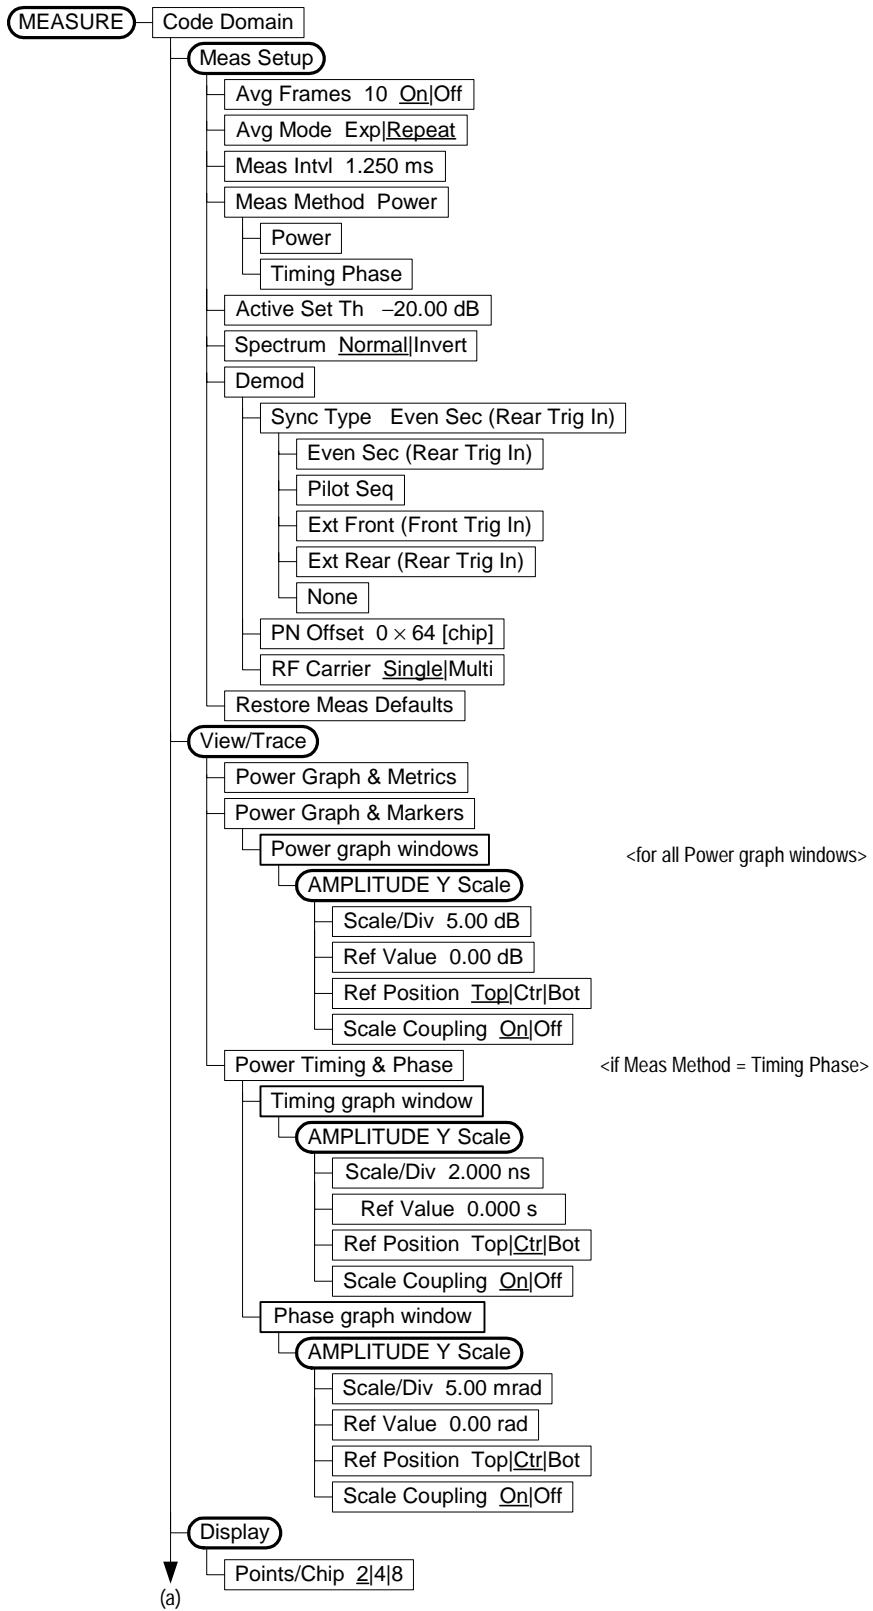 MEASURE Code Domain
Meas Setup
Avg Frames 10 On|Off
Avg Mode Exp|Repeat
Meas Intvl 1.250 ms
Meas Method Power
Power
Timing Phase
Active Set Th –20.00 dB
Spectrum Normal|Invert
Demod
Sync Type Even Sec (Rear Trig In)
Even Sec (Rear Trig In)
Pilot Seq
Ext Front (Front Trig In)
Ext Rear (Rear Trig In)
None
PN Offset 0 × 64 [chip]
RF Carrier Single|Multi
Restore Meas Defaults
View/Trace
Power Graph & Metrics
Power Graph & Markers
Power graph windows <for all Power graph windows>
AMPLITUDE Y Scale
Scale/Div 5.00 dB
Ref Value 0.00 dB
Ref Position Top|Ctr|Bot
Scale Coupling On|Off
Power Timing & Phase <if Meas Method = Timing Phase>
Timing graph window
AMPLITUDE Y Scale
Scale/Div 2.000 ns
Ref Value 0.000 s
Ref Position Top|Ctr|Bot
Scale Coupling On|Off
Phase graph window
AMPLITUDE Y Scale
Scale/Div 5.00 mrad
Ref Value 0.00 rad
Ref Position Top|Ctr|Bot
Scale Coupling On|Off
Display
Points/Chip 2|4|8
(a)